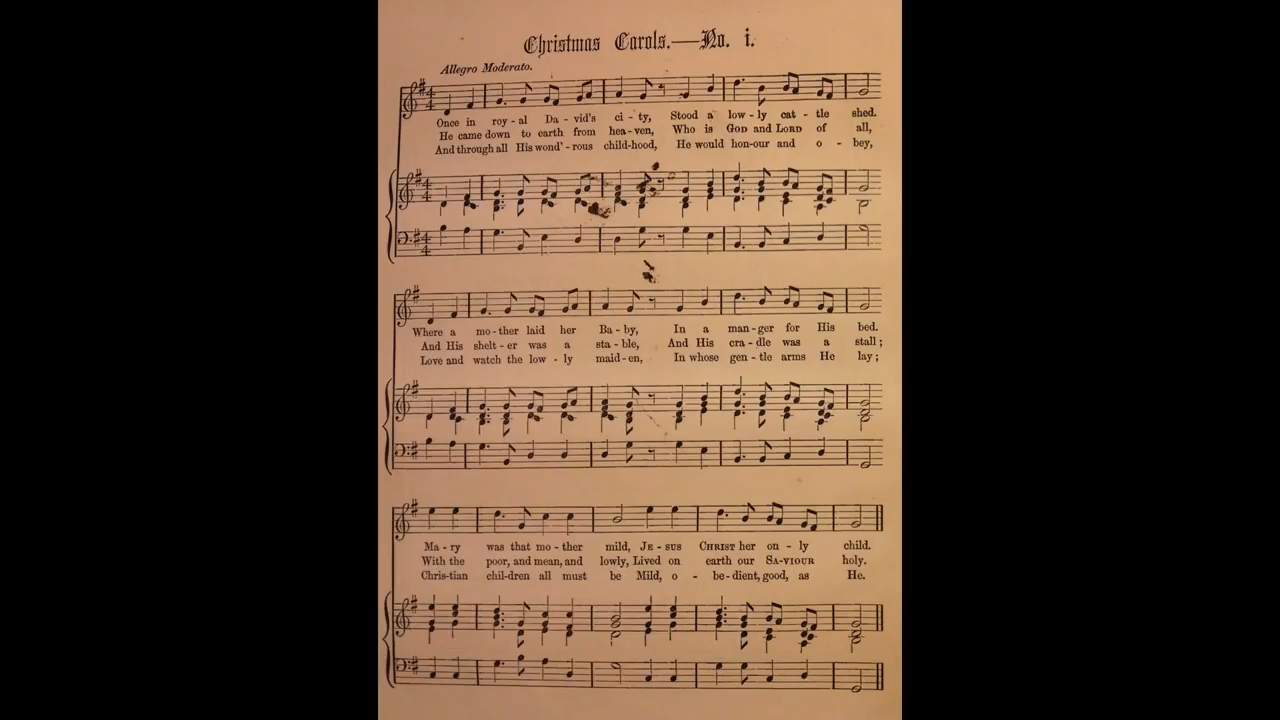 Christmas Carols.—No. i.
Allegro Moderato.
Once in roy - al Da - vid's ci - ty, Stood a low - ly cat - tle shed.
He came down to earth from hea - ven, Who is GOD and LORD of all,
And through all His wond' - rous child-hood, He would hon-our and o - bey,
Where a mo - ther laid her Ba - by, In a man - ger for His bed.
And His shelt - er was a sta - ble, And His cra - dle was a stall ;
Love and watch the low - ly maid - en, In whose gen - tle arms He lay ;
Ma - ry was that mo - ther mild, JE - SUS CHRIST her on - ly child.
With the poor, and mean, and lowly, Lived on earth our SA-VIOUR holy.
Chris-tian chil-dren all must be Mild, o - be - dient, good, as He.